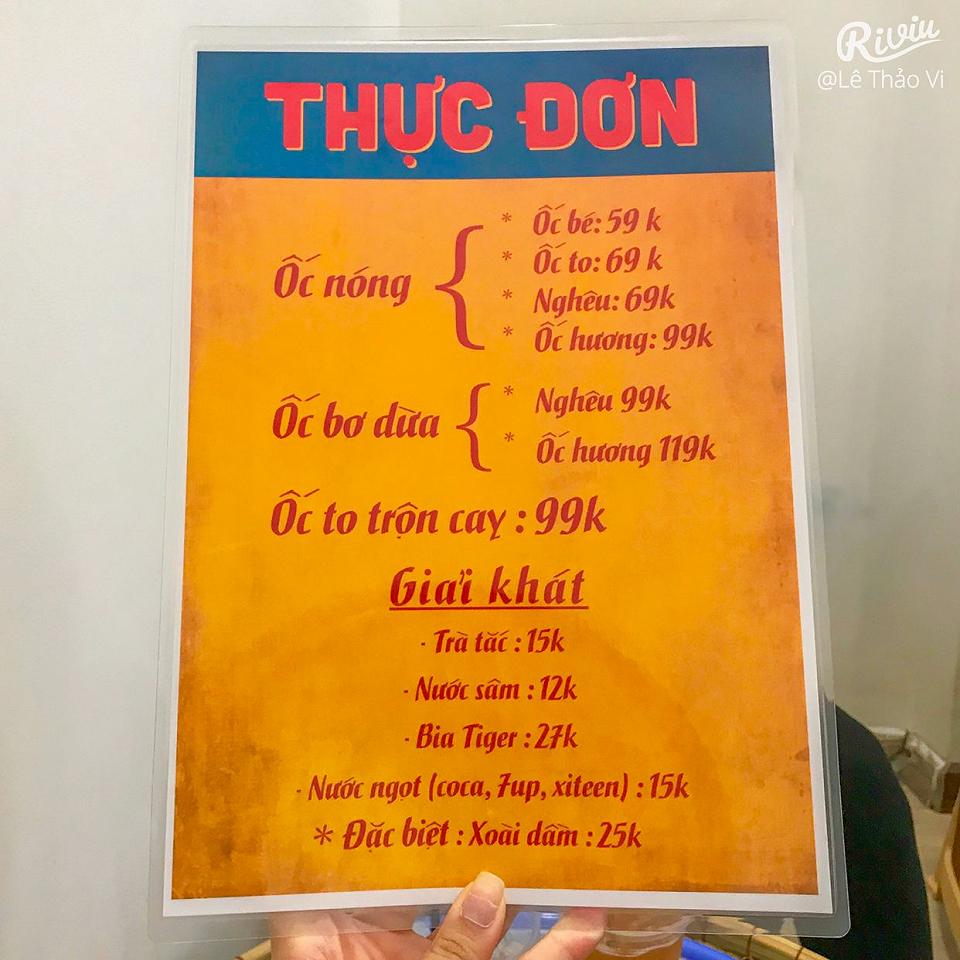 Riviu
@Lê Thảo Vi
THỰC ĐƠN
Ốc nóng
* Ốc bé: 59 k
* Ốc to: 69 k
* Nghêu: 69k
* Ốc hương: 99k
Ốc bơ dừa
* Nghêu 99k
* Ốc hương 119k
Ốc to trộn cay : 99k
Giải khát
- Trà tắc : 15k
- Nước sâm : 12k
- Bia Tiger : 27k
- Nước ngọt (coca, 7up, xiteen) : 15k
* Đặc biệt : Xoài dầm : 25k